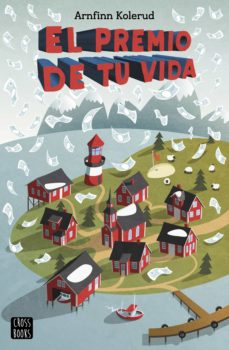 Arnfinn Kolerud
EL PREMIO
DE TU VIDA
CROSS
BOOKS